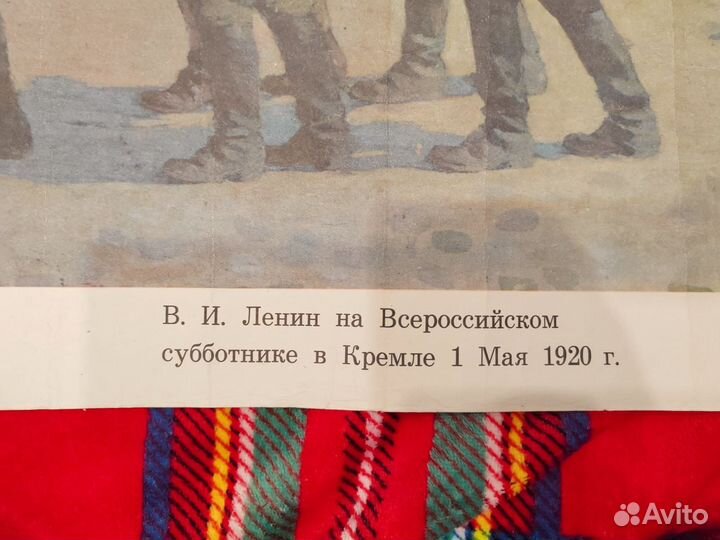 В. И. Ленин на Всероссийском
субботнике в Кремле 1 Мая 1920 г.
Avito